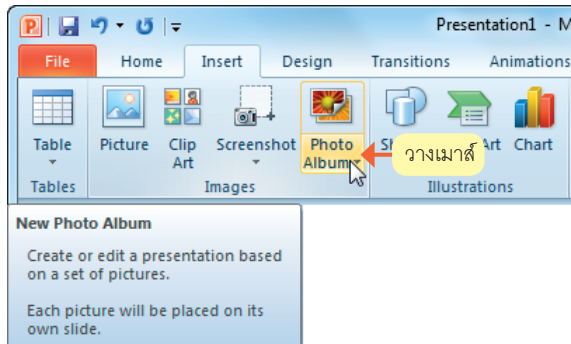 P
Presentation1 - M
File Home Insert Design Transitions Animations
Table Picture Clip Art Screenshot Photo Album Chart
วางเมาส์
Tables Images Illustrations
New Photo Album
Create or edit a presentation based
on a set of pictures.
Each picture will be placed on its
own slide.